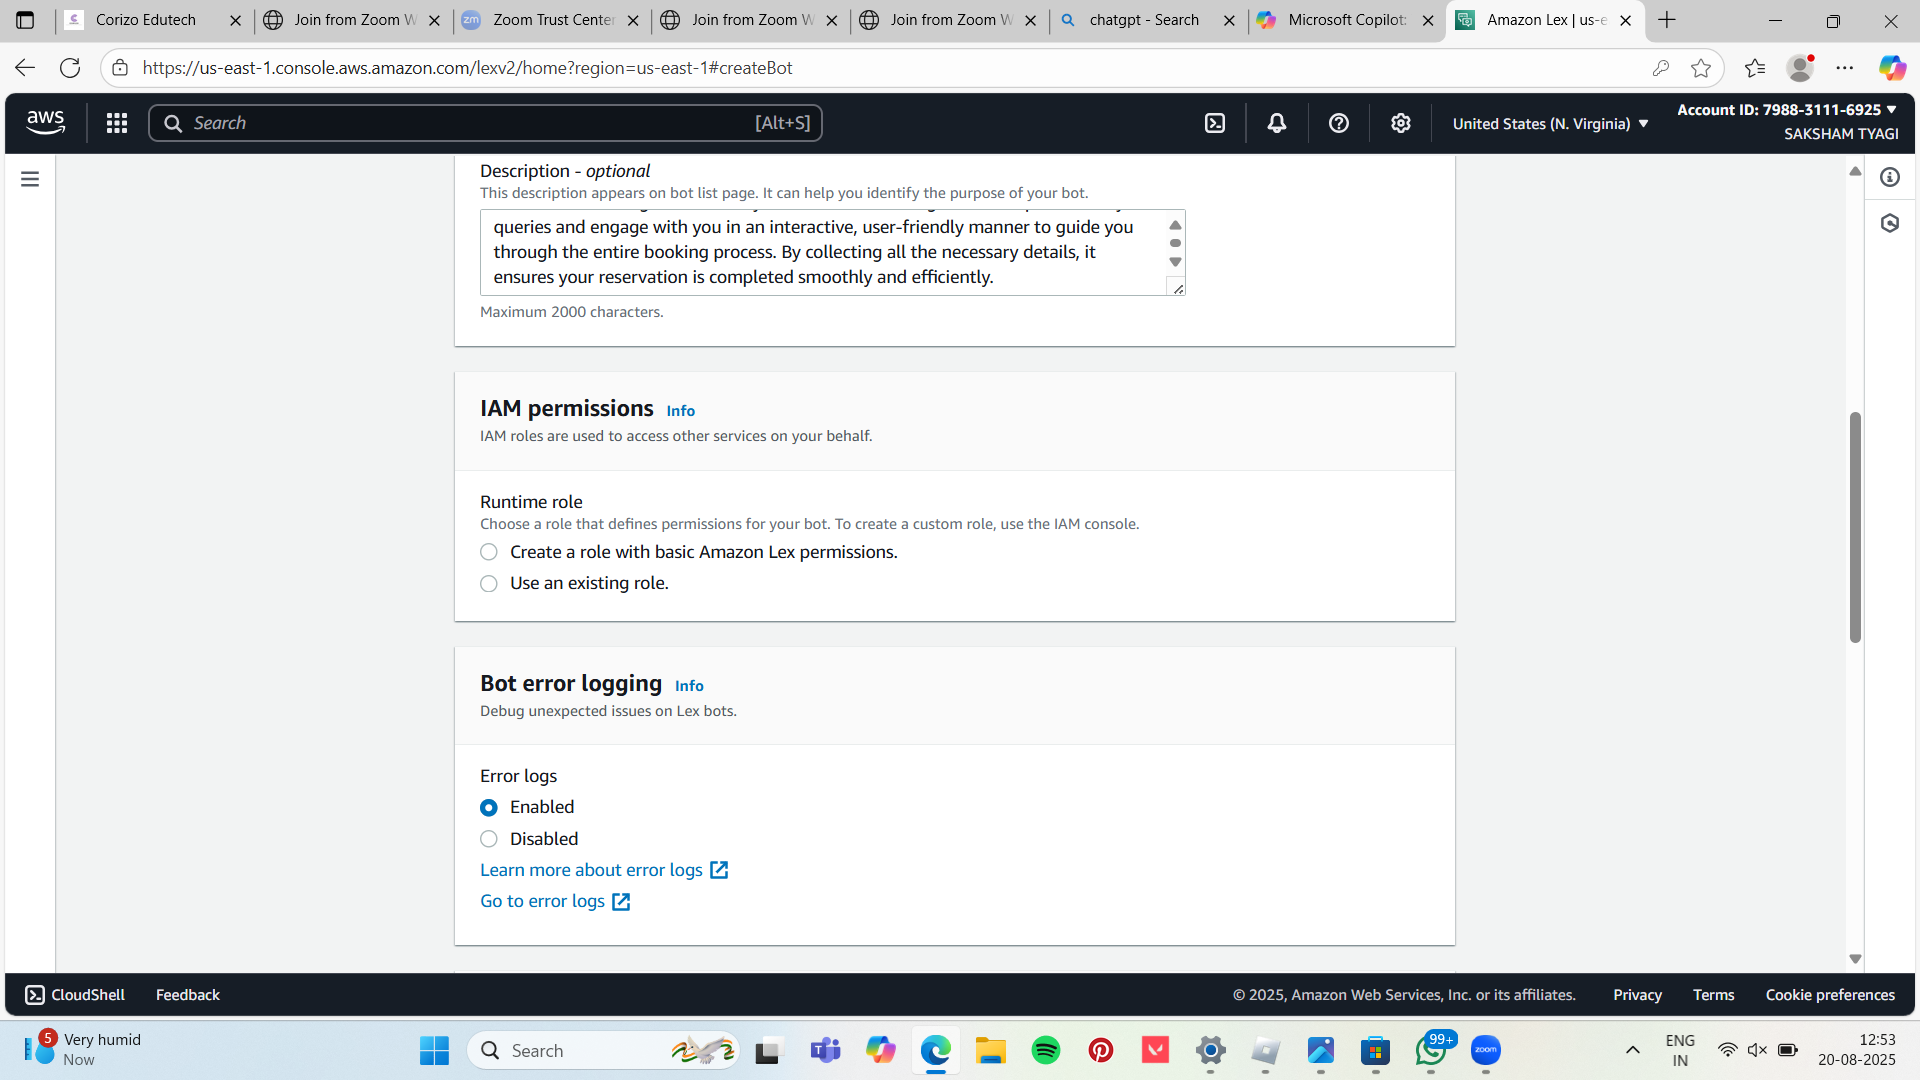 Corizo Edutech
Join from Zoom W
zm
Zoom Trust Center
Join from Zoom W
Join from Zoom W
chatgpt - Search
Microsoft Copilot:
Amazon Lex | us-e
https://us-east-1.console.aws.amazon.com/lexv2/home?region=us-east-1#createBot
aws
Search
[Alt+S]
United States (N. Virginia)
Account ID: 7988-3111-6925
SAKSHAM TYAGI
Description - optional
This description appears on bot list page. It can help you identify the purpose of your bot.
queries and engage with you in an interactive, user-friendly manner to guide you
through the entire booking process. By collecting all the necessary details, it
ensures your reservation is completed smoothly and efficiently.
Maximum 2000 characters.
IAM permissions Info
IAM roles are used to access other services on your behalf.
Runtime role
Choose a role that defines permissions for your bot. To create a custom role, use the IAM console.
Create a role with basic Amazon Lex permissions.
Use an existing role.
Bot error logging Info
Debug unexpected issues on Lex bots.
Error logs
Enabled
Disabled
Learn more about error logs
Go to error logs
CloudShell
Feedback
© 2025, Amazon Web Services, Inc. or its affiliates.
Privacy
Terms
Cookie preferences
5
Very humid
Now
Search
99+
zoom
ENG
IN
12:53
20-08-2025